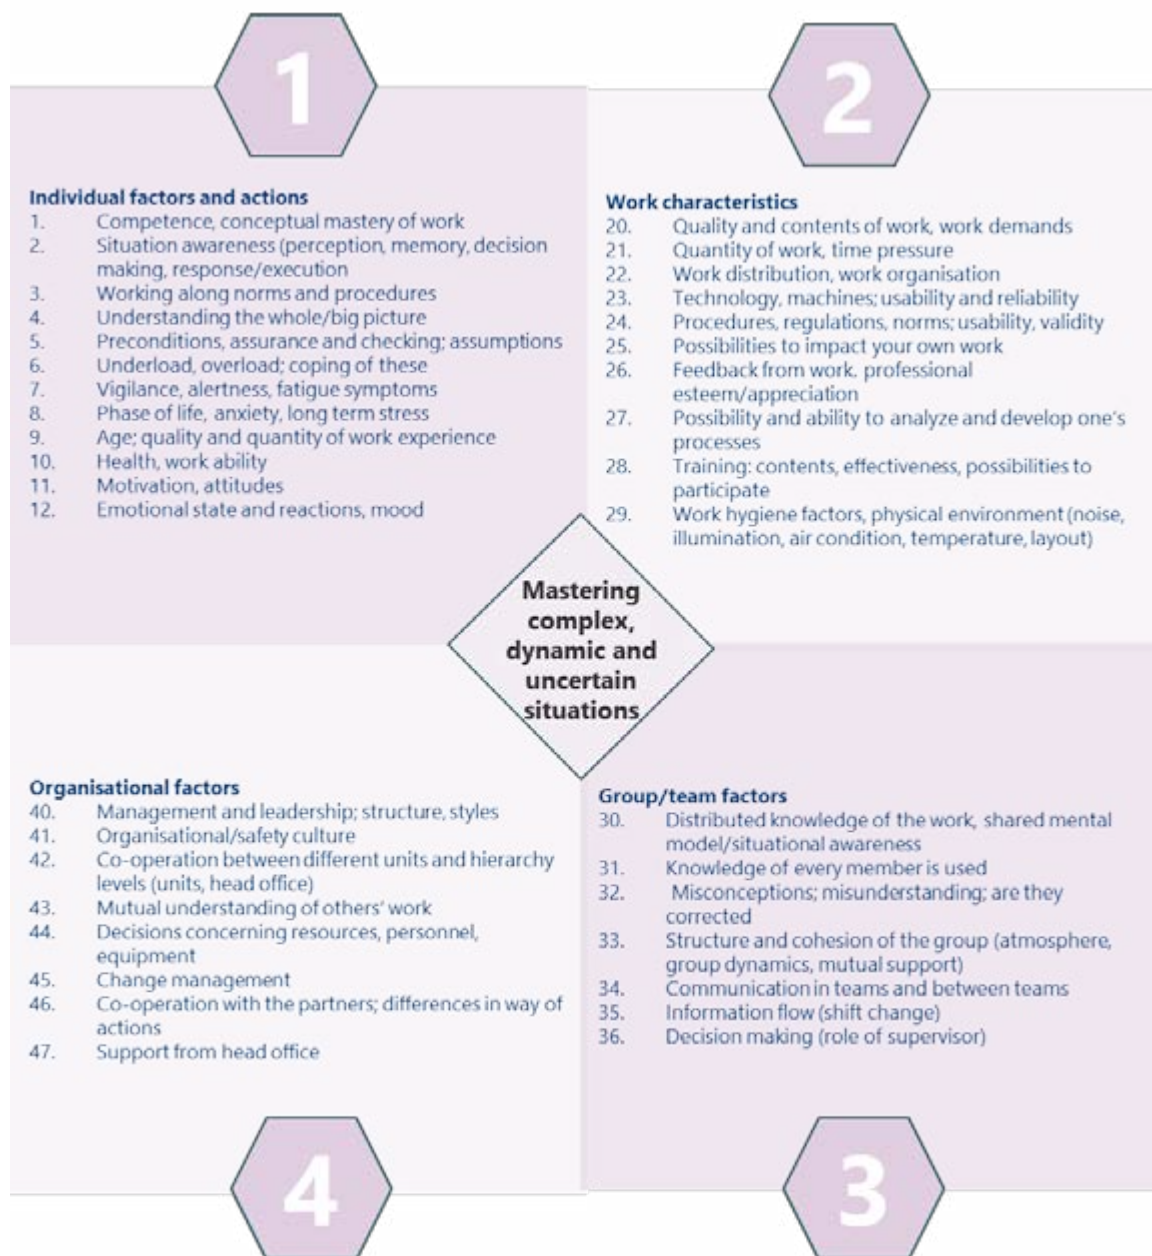 1
Individual factors and actions
1. Competence, conceptual mastery of work
2. Situation awareness (perception, memory, decision
making, response/execution
3. Working along norms and procedures
4. Understanding the whole/big picture
5. Preconditions, assurance and checking; assumptions
6. Underload, overload; coping of these
7. Vigilance, alertness, fatigue symptoms
8. Phase of life, anxiety, long term stress
9. Age; quality and quantity of work experience
10. Health, work ability
11. Motivation, attitudes
12. Emotional state and reactions, mood
2
Work characteristics
20. Quality and contents of work, work demands
21. Quantity of work, time pressure
22. Work distribution, work organisation
23. Technology, machines; usability and reliability
24. Procedures, regulations, norms; usability, validity
25. Possibilities to impact your own work
26. Feedback from work, professional
esteem/appreciation
27. Possibility and ability to analyze and develop one's
processes
28. Training: contents, effectiveness, possibilities to
participate
29. Work hygiene factors, physical environment (noise,
illumination, air condition, temperature, layout)
Mastering
complex,
dynamic and
uncertain
situations
Organisational factors
40. Management and leadership; structure, styles
41. Organisational/safety culture
42. Co-operation between different units and hierarchy
levels (units, head office)
43. Mutual understanding of others' work
44. Decisions concerning resources, personnel,
equipment
45. Change management
46. Co-operation with the partners; differences in way of
actions
47. Support from head office
4
Group/team factors
30. Distributed knowledge of the work, shared mental
model/situational awareness
31. Knowledge of every member is used
32. Misconceptions; misunderstanding; are they
corrected
33. Structure and cohesion of the group (atmosphere,
group dynamics, mutual support)
34. Communication in teams and between teams
35. Information flow (shift change)
36. Decision making (role of supervisor)
3